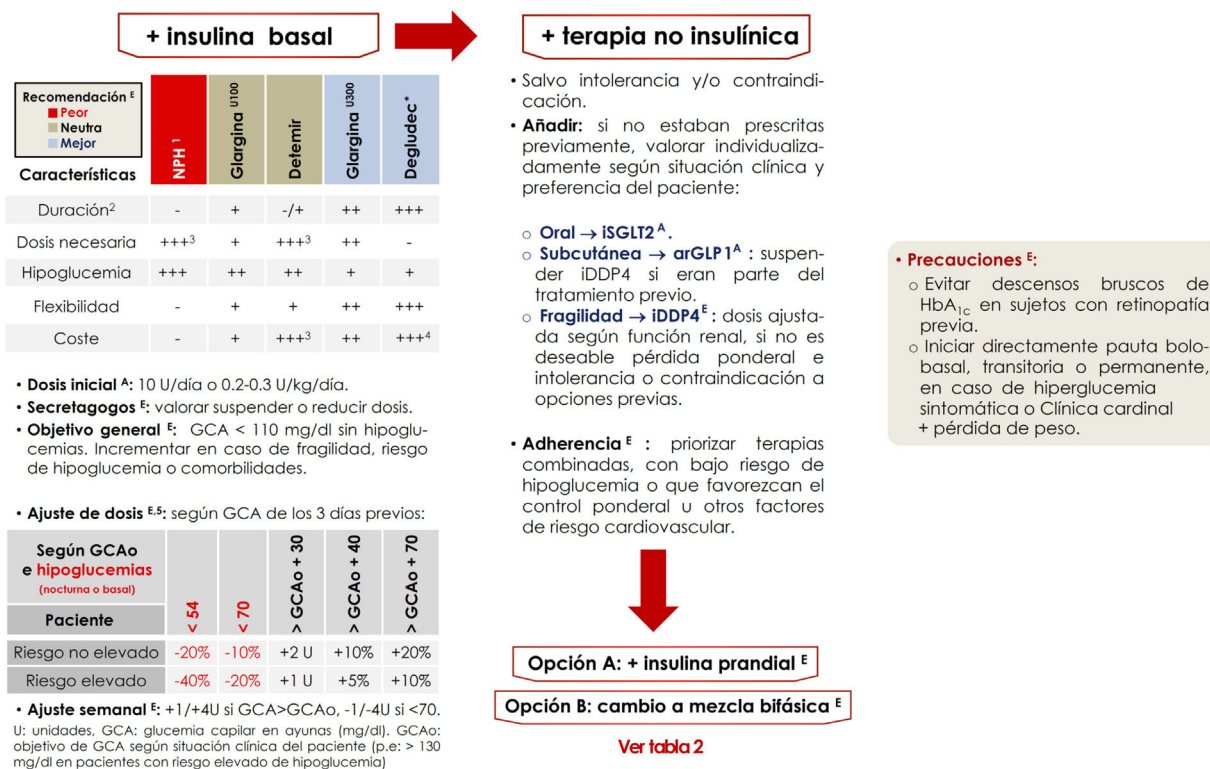 + insulina basal
Recomendación E
Peor
Neutra
Mejor
Características
NPH 1
Glargina U100
Detemir
Glargina U300
Degludec*
Duración2 - + -/+ ++ +++
Dosis necesaria +++3 + +++3 ++ -
Hipoglucemia +++ ++ ++ + +
Flexibilidad - + + ++ +++
Coste - + +++3 ++ +++4
• Dosis inicial A: 10 U/día o 0.2-0.3 U/kg/día.
• Secretagogos E: valorar suspender o reducir dosis.
• Objetivo general E: GCA < 110 mg/dl sin hipoglu-
cemias. Incrementar en caso de fragilidad, riesgo
de hipoglucemia o comorbilidades.
• Ajuste de dosis E,5: según GCA de los 3 días previos:
Según GCAo
e hipoglucemias
(nocturna o basal)
Paciente
< 54
< 70
> GCAo + 30
> GCAo + 40
> GCAo + 70
Riesgo no elevado -20% -10% +2 U +10% +20%
Riesgo elevado -40% -20% +1 U +5% +10%
• Ajuste semanal E: +1/+4U si GCA>GCAo, -1/-4U si <70.
U: unidades, GCA: glucemia capilar en ayunas (mg/dl). GCAo:
objetivo de GCA según situación clínica del paciente (p.e: > 130
mg/dl en pacientes con riesgo elevado de hipoglucemia)
+ terapia no insulínica
• Salvo intolerancia y/o contraindi-
cación.
• Añadir: si no estaban prescritas
previamente, valorar individualiza-
damente según situación clínica y
preferencia del paciente:
o Oral → iSGLT2 A.
o Subcutánea → arGLP1 A : suspen-
der iDDP4 si eran parte del
tratamiento previo.
o Fragilidad → iDDP4 E : dosis ajusta-
da según función renal, si no es
deseable pérdida ponderal e
intolerancia o contraindicación a
opciones previas.
• Adherencia E : priorizar terapias
combinadas, con bajo riesgo de
hipoglucemia o que favorezcan el
control ponderal u otros factores
de riesgo cardiovascular.
Opción A: + insulina prandial E
Opción B: cambio a mezcla bifásica E
Ver tabla 2
• Precauciones E:
o Evitar descensos bruscos de
HbA1c en sujetos con retinopatía
previa.
o Iniciar directamente pauta bolo-
basal, transitoria o permanente,
en caso de hiperglucemia
sintomática o Clínica cardinal
+ pérdida de peso.